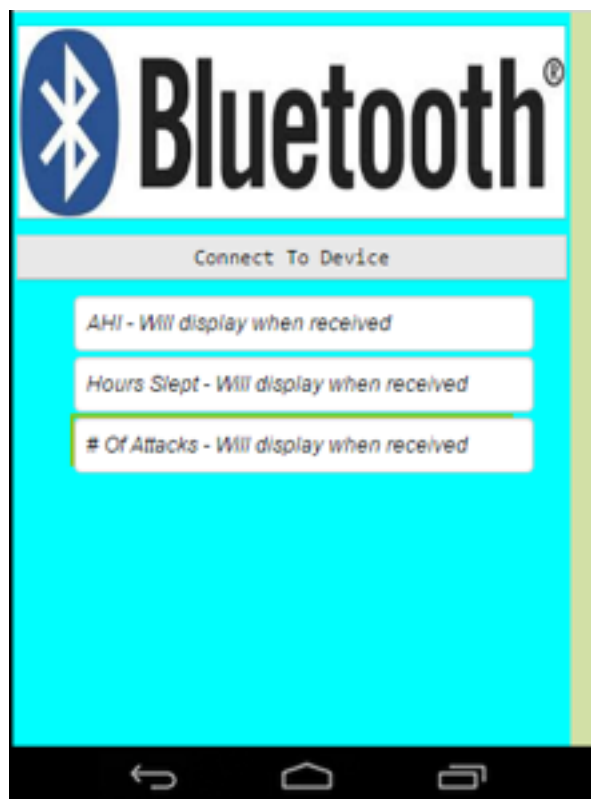 Bluetooth®
Connect To Device
AHI - Will display when received
Hours Slept - Will display when received
# Of Attacks - Will display when received